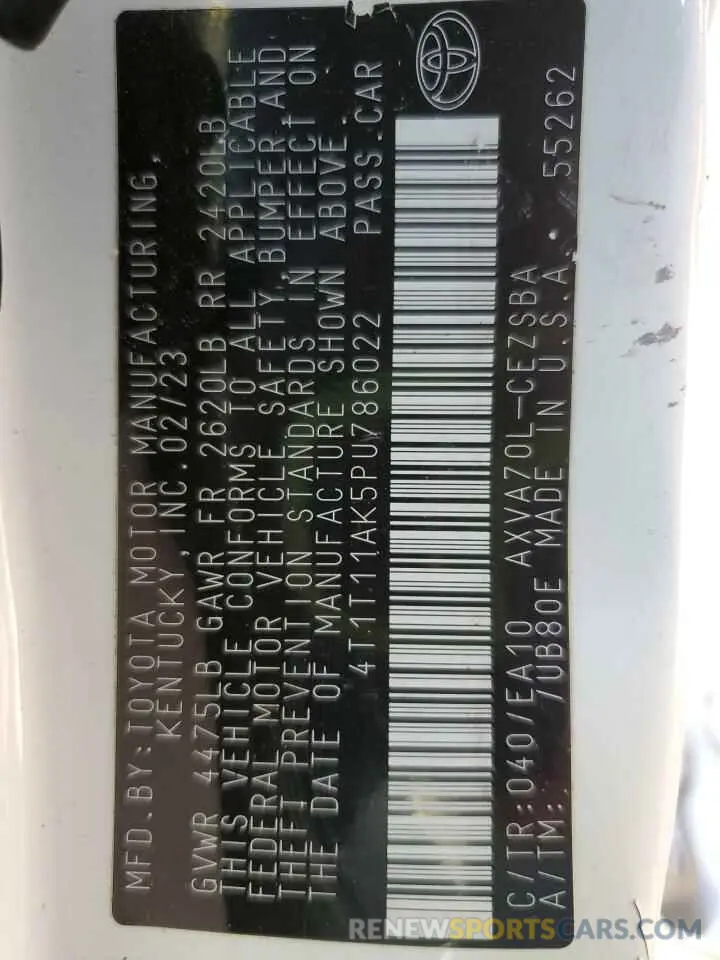 MFD.BY:TOYOTA MOTOR MANUFACTURING,
KENTUCKY, INC.02/23
GVWR 4475LB GAWR FR 2620LB RR 2420LB
THIS VEHICLE CONFORMS TO ALL APPLICABLE
FEDERAL MOTOR VEHICLE SAFETY, BUMPER, AND
THEFT PREVENTION STANDARDS IN EFFECT ON
THE DATE OF MANUFACTURE SHOWN ABOVE.
4T1T11AK5PU786022 PASS.CAR
C/TR:040/EA10 AXVA70L-CEZSBA
A/TM: /UB80E MADE IN U.S.A. 55262
RENEWSPORTSCARS.COM